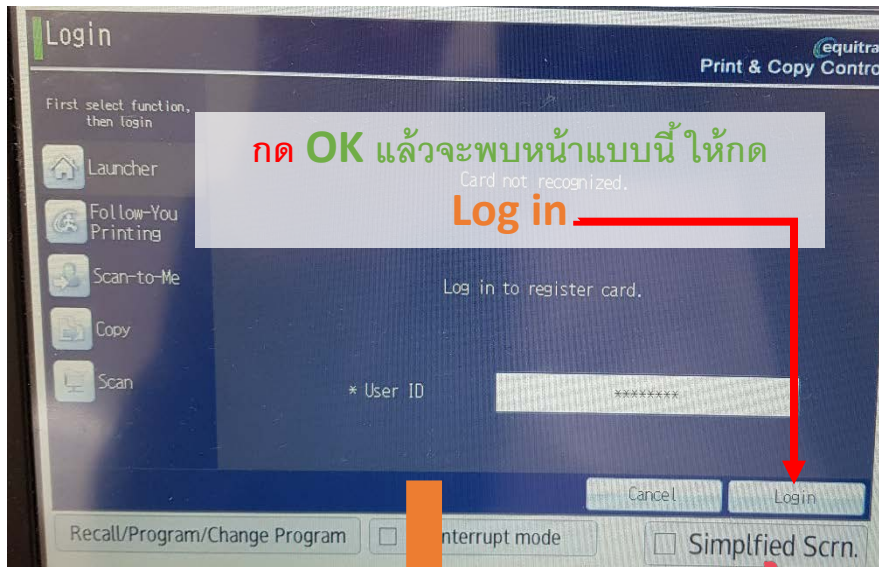 Login
equitra
Print & Copy Contro
First select function,
then login
กด OK แล้วจะพบหน้าแบบนี้ ให้กด
Log in
Launcher
Card not recognized.
Follow-You
Printing
Scan-to-Me
Log in to register card.
Copy
Scan
* User ID
********
Cancel
Login
Recall/Program/Change Program
nterrupt mode
Simplfied Scrn.